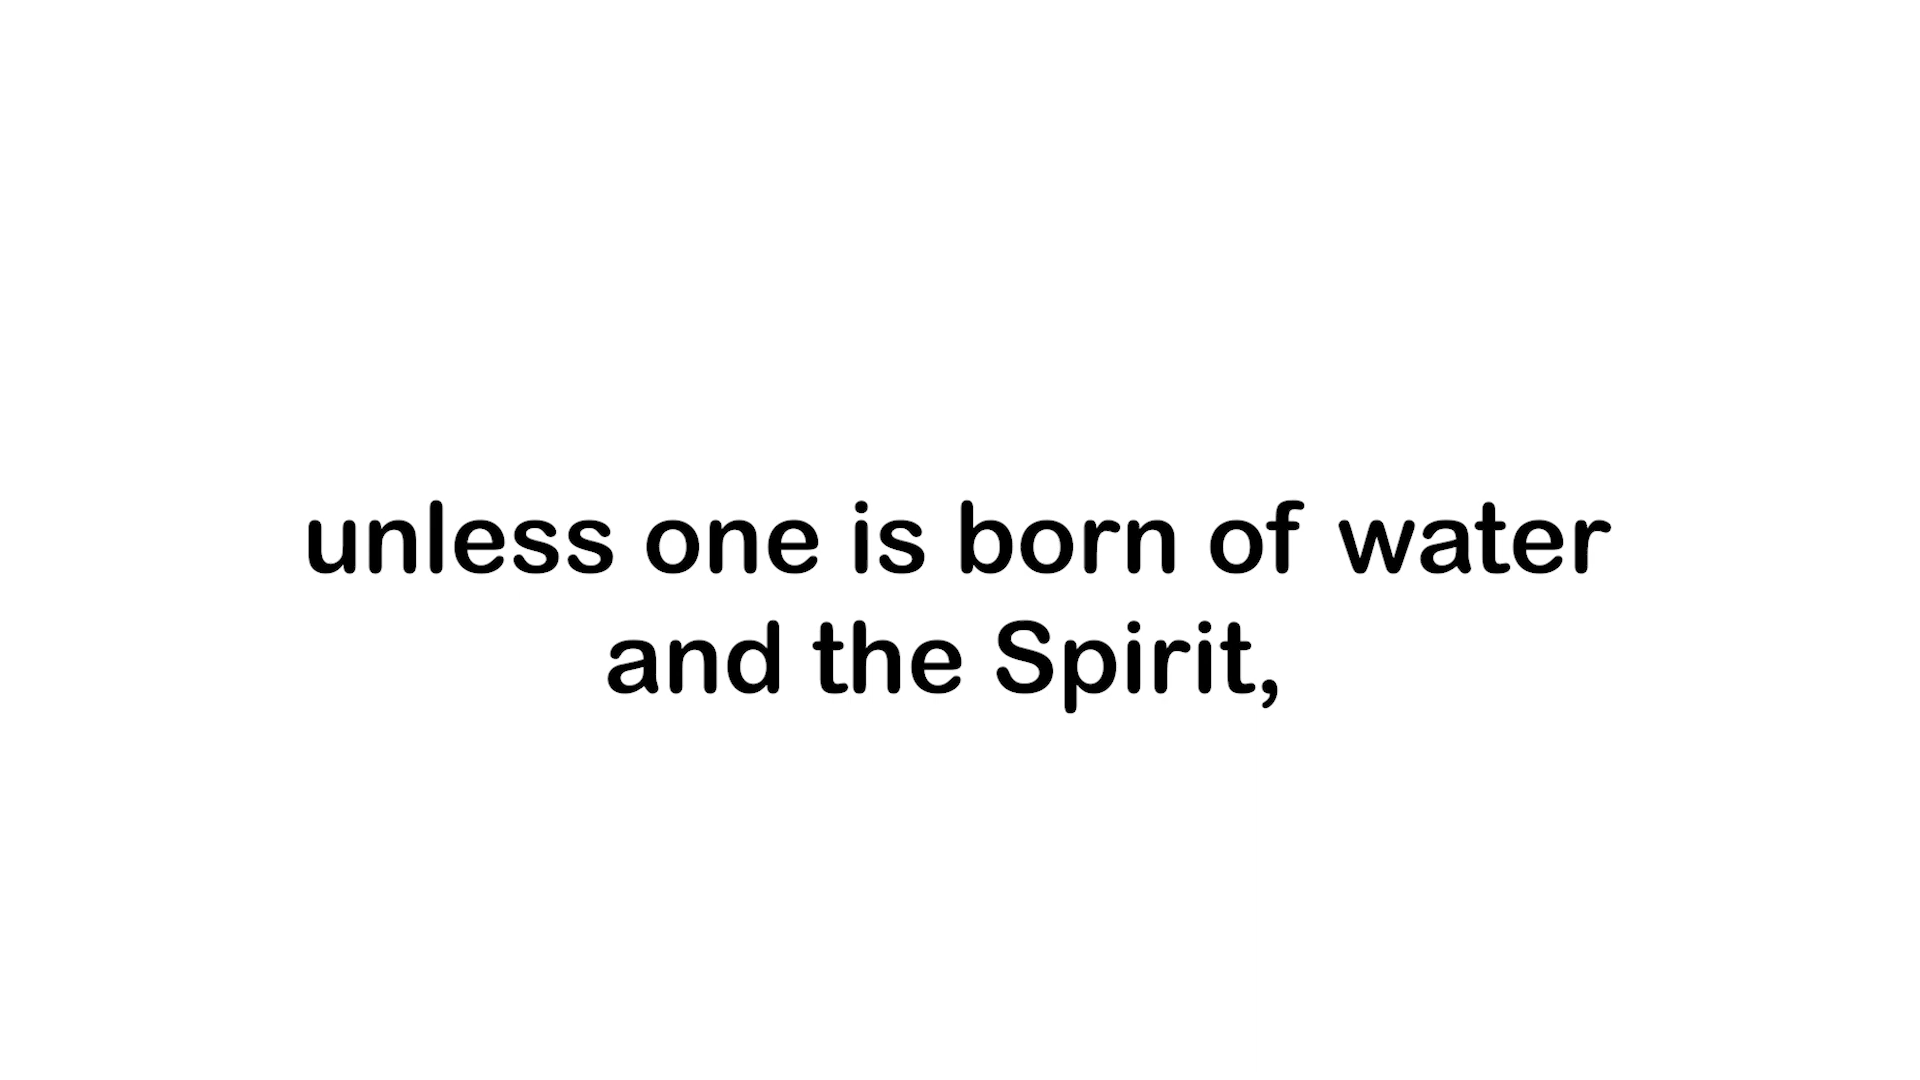 unless one is born of water
and the Spirit,